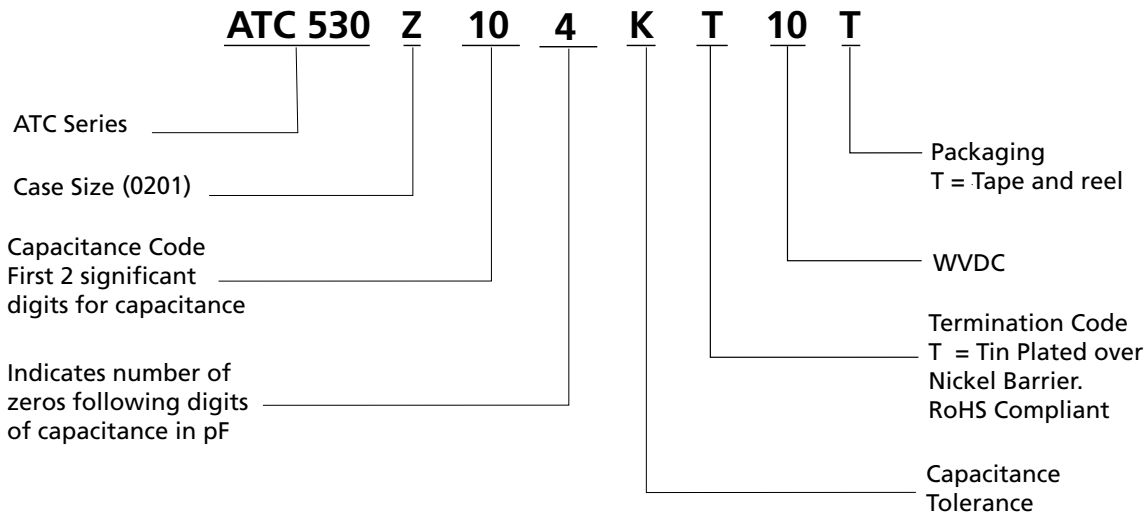 ATC 530 Z 10 4 K T 10 T
ATC Series
Case Size (0201)
Capacitance Code
First 2 significant
digits for capacitance
Indicates number of
zeros following digits
of capacitance in pF
Packaging
T = Tape and reel
WVDC
Termination Code
T = Tin Plated over
Nickel Barrier.
RoHS Compliant
Capacitance
Tolerance